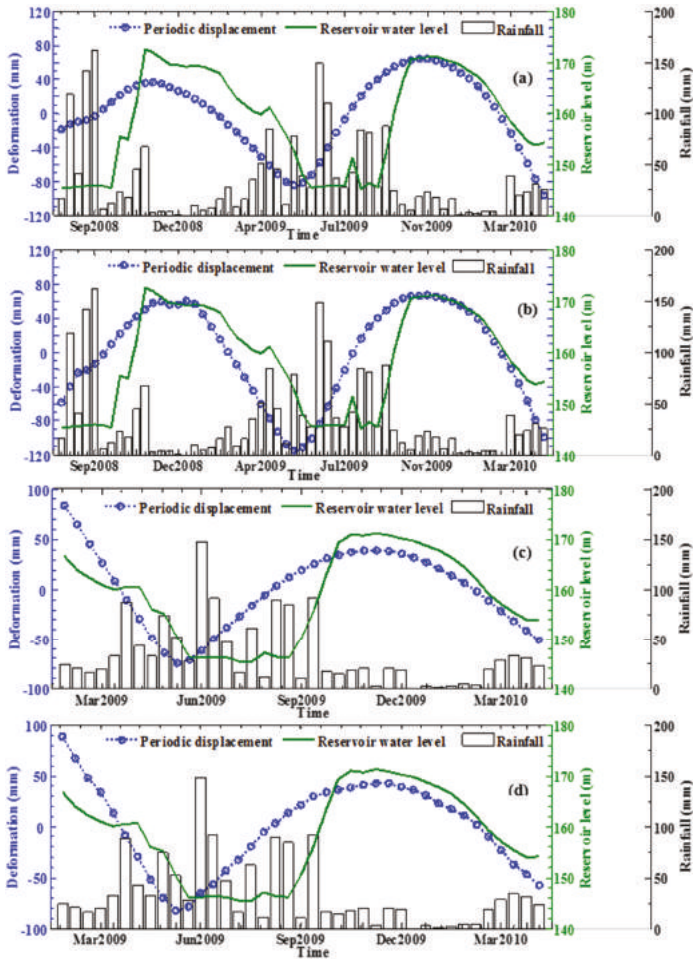 120 180 200
Periodic displacement Reservoir water level Rainfall
80
40 170 150
(a)
0 160 100
-40
-80 150 50
-120 140 0
Sep2008 Dec2008 Apr2009 Jul2009 Nov2009 Mar2010
Time
Deformation (mm)
Reservoir level (m)
Rainfall (mm)
120 180 200
Periodic displacement Reservoir water level Rainfall
80
40 170 150
(b)
0 160 100
-40
-80 150 50
-120 140 0
Sep2008 Dec2008 Apr2009 Jul2009 Nov2009 Mar2010
Time
Deformation (mm)
Reservoir level (m)
Rainfall (mm)
100 180 200
Periodic displacement Reservoir water level Rainfall
50 170 150
(c)
0 160 100
-50 150 50
-100 140 0
Mar2009 Jun2009 Sep2009 Dec2009 Mar2010
Time
Deformation (mm)
Reservoir level (m)
Rainfall (mm)
100 180 200
Periodic displacement Reservoir water level Rainfall
50 170 150
(d)
0 160 100
-50 150 50
-100 140 0
Mar2009 Jun2009 Sep2009 Dec2009 Mar2010
Time
Deformation (mm)
Reservoir level (m)
Rainfall (mm)